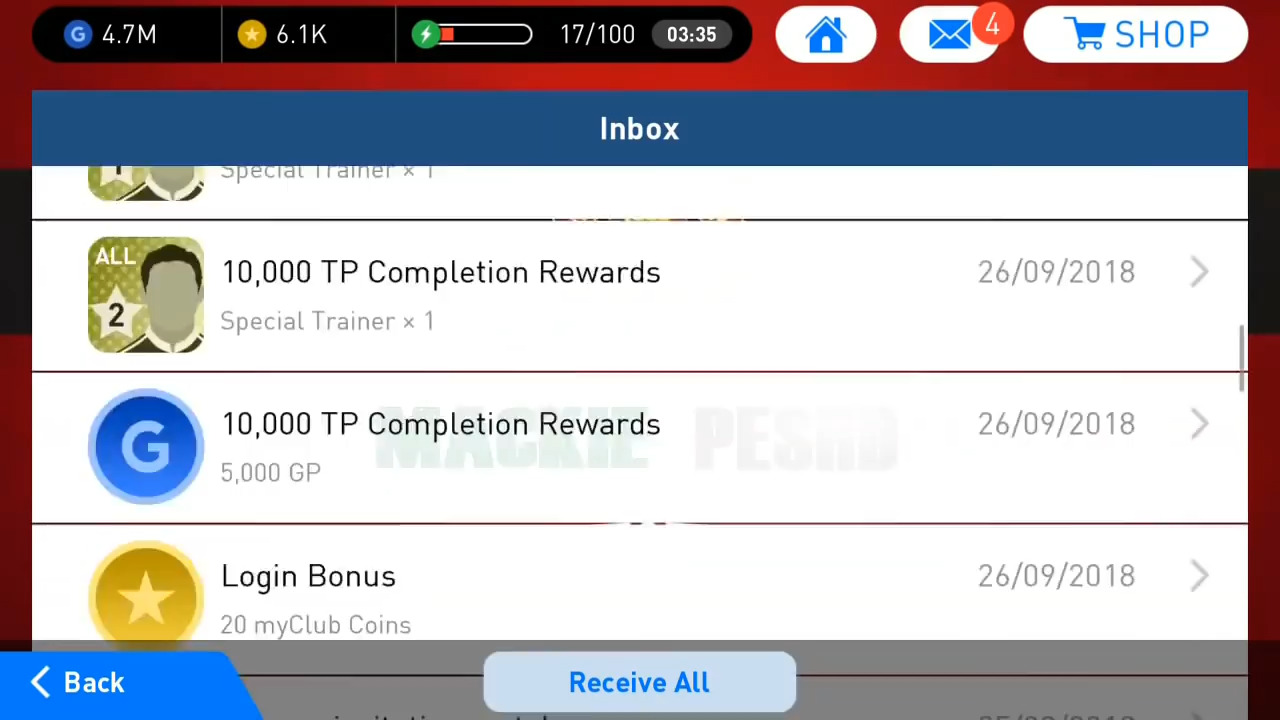 G 4.7M 6.1K 17/100 03:35 4 SHOP
Inbox
Special Trainer × 1
ALL
2
10,000 TP Completion Rewards 26/09/2018
Special Trainer × 1
G
10,000 TP Completion Rewards 26/09/2018
5,000 GP
MACKIE PESHD
Login Bonus 26/09/2018
20 myClub Coins
Back
Receive All